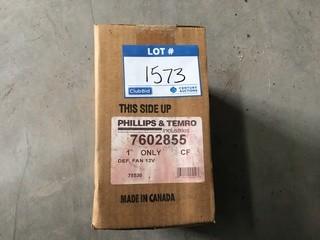 LOT #
1573
ClubBid
CENTURY AUCTIONS
THIS SIDE UP
PHILLIPS & TEMRO
industries
7602855
1 ONLY CF
DEF. FAN 12V
MADE IN CANADA